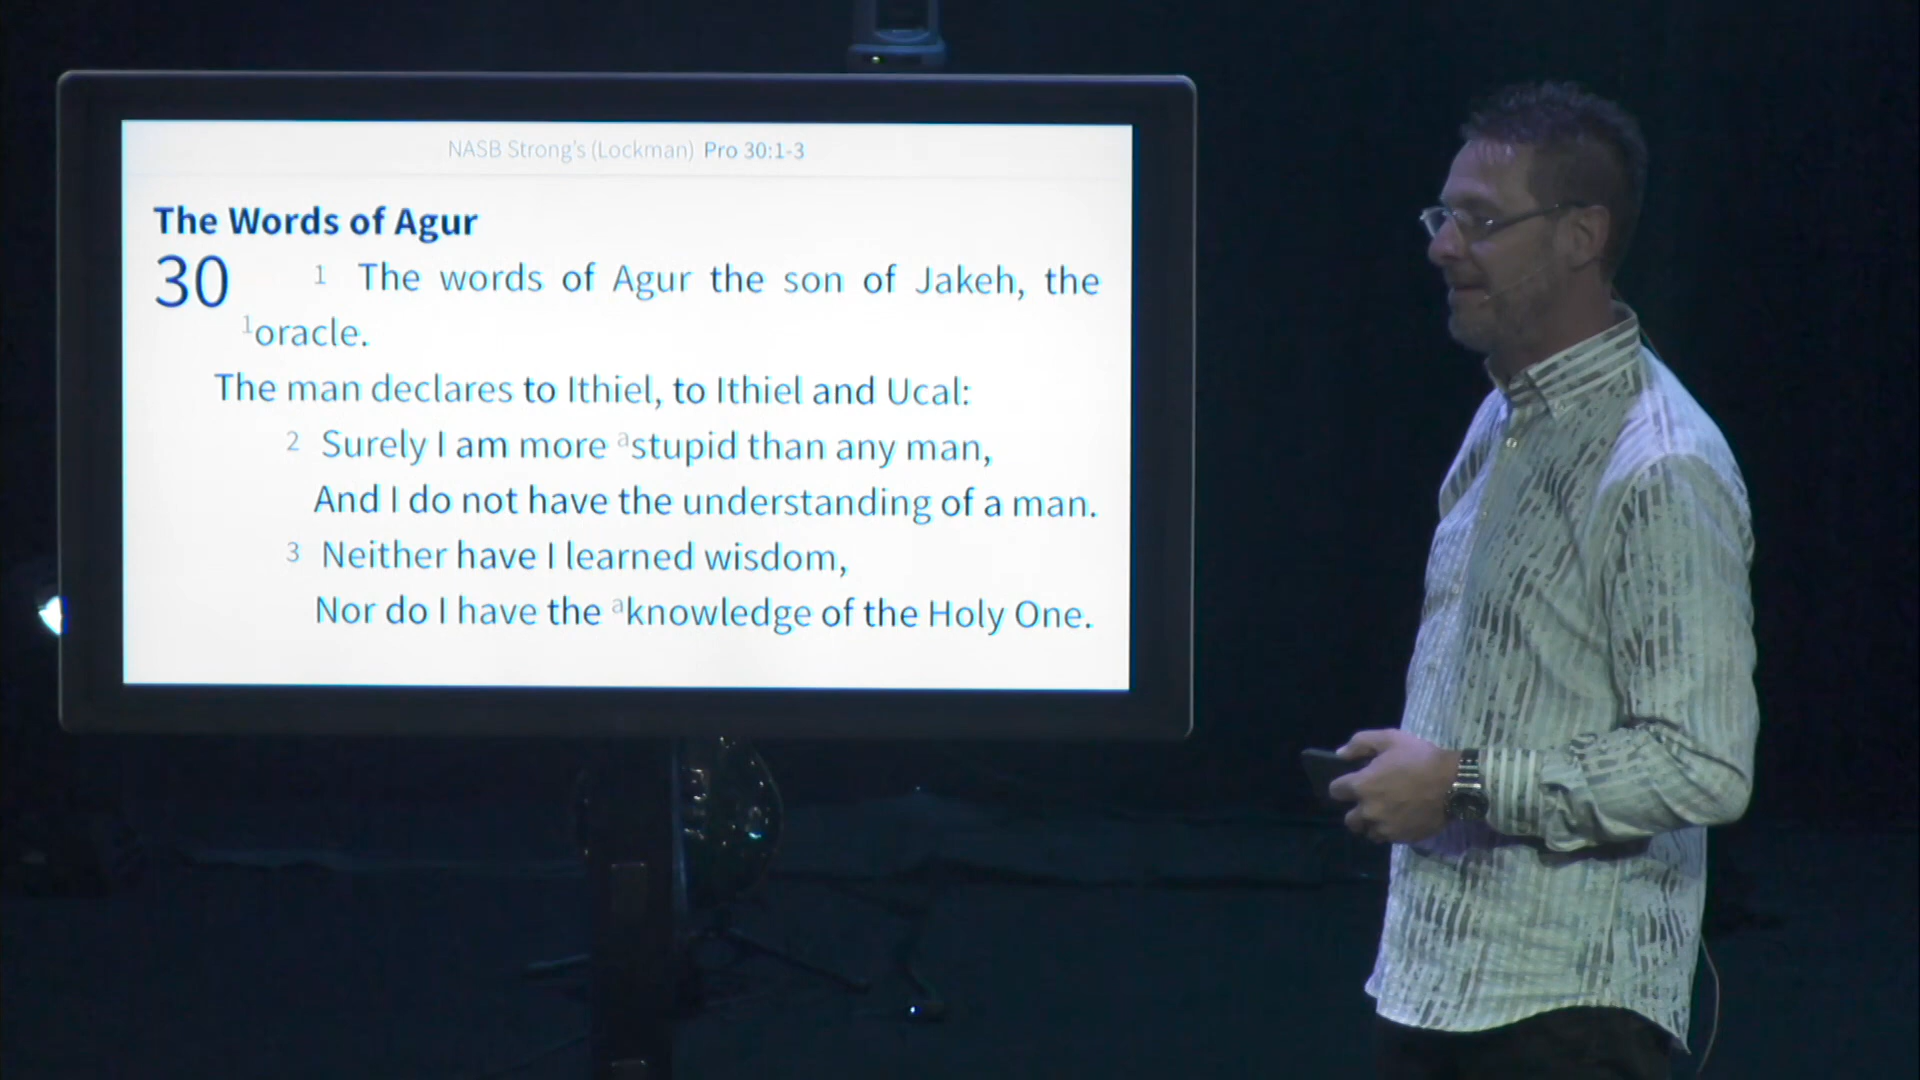 NASB Strong's (Lockman) Pro 30:1-3
The Words of Agur
30 1 The words of Agur the son of Jakeh, the
1oracle.
The man declares to Ithiel, to Ithiel and Ucal:
2 Surely I am more astupid than any man,
And I do not have the understanding of a man.
3 Neither have I learned wisdom,
Nor do I have the aknowledge of the Holy One.